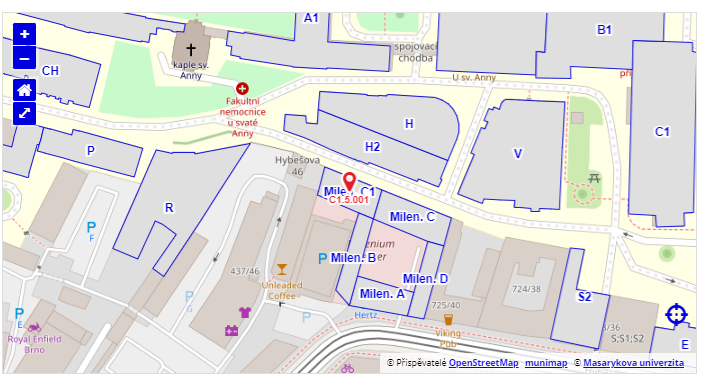 A1
B1
+
−
spojovací
chodba
kaple sv.
Anny
CH
U sv. Anny
Fakultní
nemocnice
u svaté
Anny
H
H2
P
V
C1
Hybešova
46
Milen. C1
C1.5.001
R
Milen. C
P
F
Milen. B
P
437/46
Milen. D
Unleaded
Coffee
Milen. A
724/38
S2
P
G
P
E
P
Hertz
725/40
Viking
Pub
Royal Enfield
Brno
3/36
S;S1;S2
E
© Přispěvatelé OpenStreetMap munimap © Masarykova univerzita